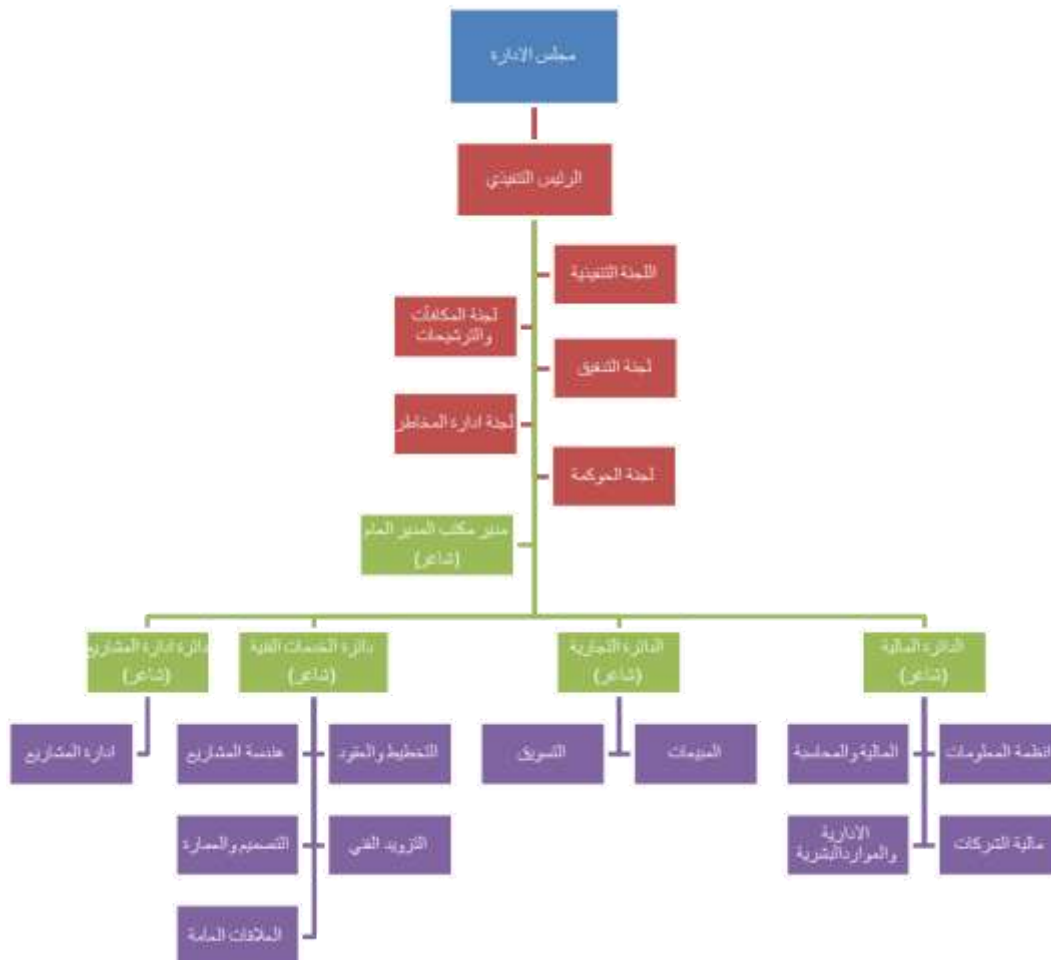 مجلس الادارة
الرئيس التنفيذي
اللجنة التنفيذية
لجنة المكافآت
والترشيحات
لجنة التدقيق
لجنة ادارة المخاطر
لجنة الحوكمة
مدير مكتب المدير العام
(شاغر)
الدائرة المالية
(شاغر)
الدائرة التجارية
(شاغر)
دائرة الخدمات الفنية
(شاغر)
دائرة ادارة المشاريع
(شاغر)
انظمة المعلومات
المالية والمحاسبة
المبيعات
التسويق
التخطيط والعقود
هندسة المشاريع
ادارة المشاريع
مالية الشركات
الادارية
والمواردالبشرية
التزويد الفني
التصميم والعمارة
العلاقات العامة